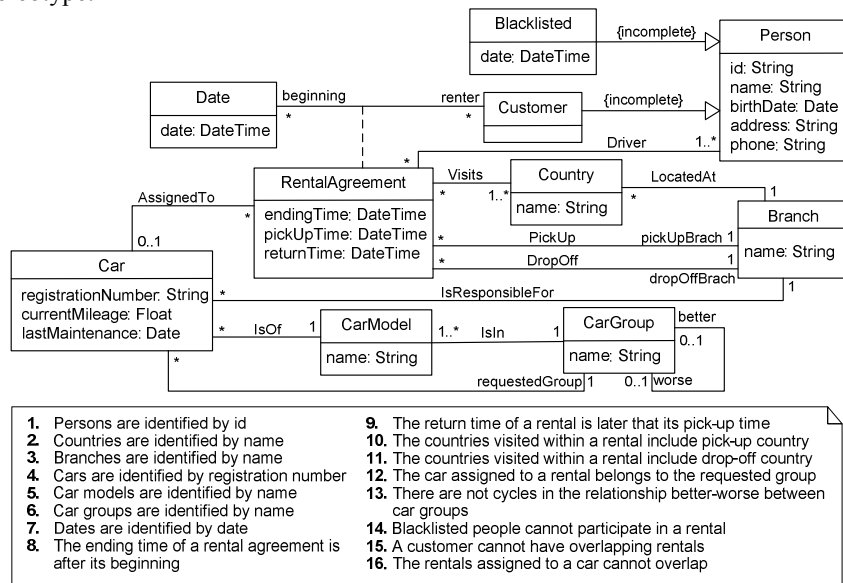 Blacklisted
date: DateTime
{incomplete}
Person
id: String
name: String
birthDate: Date
address: String
phone: String
Date
date: DateTime
beginning
*
renter
*
Customer
{incomplete}
Driver
*
1..*
RentalAgreement
endingTime: DateTime
pickUpTime: DateTime
returnTime: DateTime
Visits
*
1..*
Country
name: String
LocatedAt
*
1
Branch
name: String
AssignedTo
*
0..1
*
PickUp
pickUpBrach 1
*
DropOff
1
dropOffBrach
Car
registrationNumber: String
currentMileage: Float
lastMaintenance: Date
*
IsResponsibleFor
1
*
IsOf
1
CarModel
name: String
1..*
IsIn
1
CarGroup
name: String
better
0..1
0..1
worse
*
requestedGroup
1
1. Persons are identified by id
2. Countries are identified by name
3. Branches are identified by name
4. Cars are identified by registration number
5. Car models are identified by name
6. Car groups are identified by name
7. Dates are identified by date
8. The ending time of a rental agreement is
after its beginning
9. The return time of a rental is later that its pick-up time
10. The countries visited within a rental include pick-up country
11. The countries visited within a rental include drop-off country
12. The car assigned to a rental belongs to the requested group
13. There are not cycles in the relationship better-worse between
car groups
14. Blacklisted people cannot participate in a rental
15. A customer cannot have overlapping rentals
16. The rentals assigned to a car cannot overlap